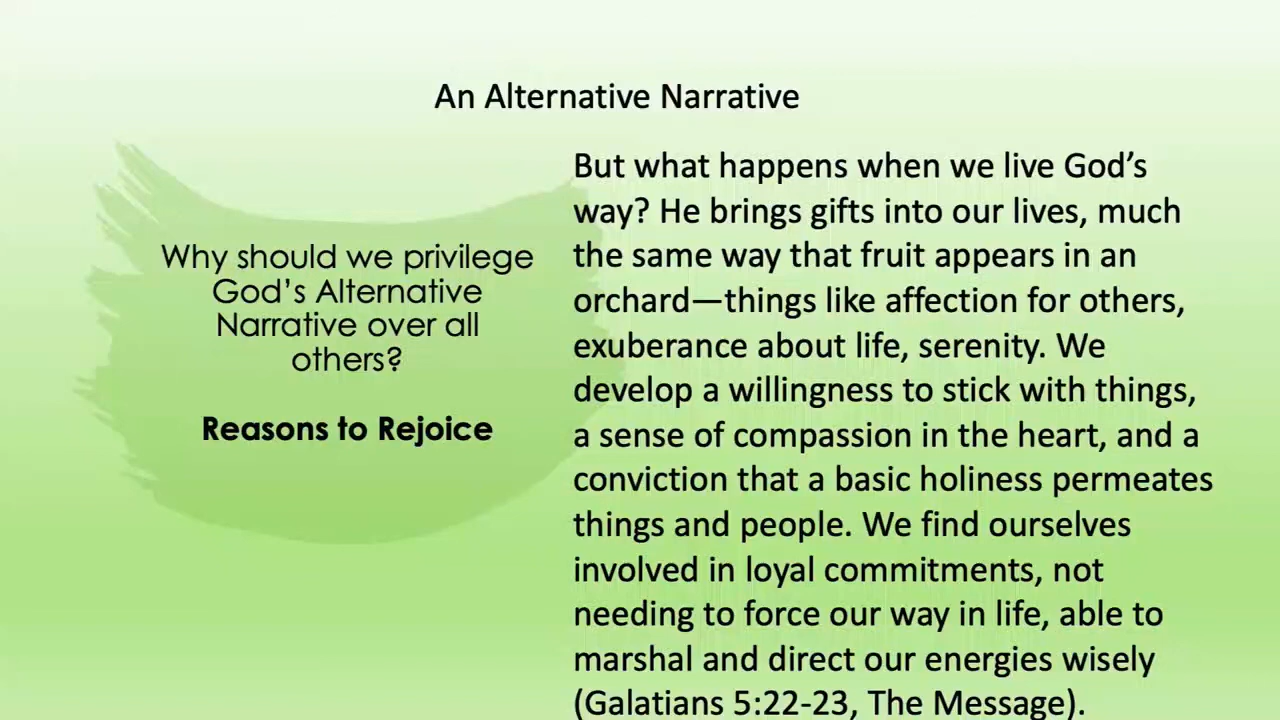 An Alternative Narrative
Why should we privilege
God’s Alternative
Narrative over all
others?
Reasons to Rejoice
But what happens when we live God’s
way? He brings gifts into our lives, much
the same way that fruit appears in an
orchard—things like affection for others,
exuberance about life, serenity. We
develop a willingness to stick with things,
a sense of compassion in the heart, and a
conviction that a basic holiness permeates
things and people. We find ourselves
involved in loyal commitments, not
needing to force our way in life, able to
marshal and direct our energies wisely
(Galatians 5:22-23, The Message).